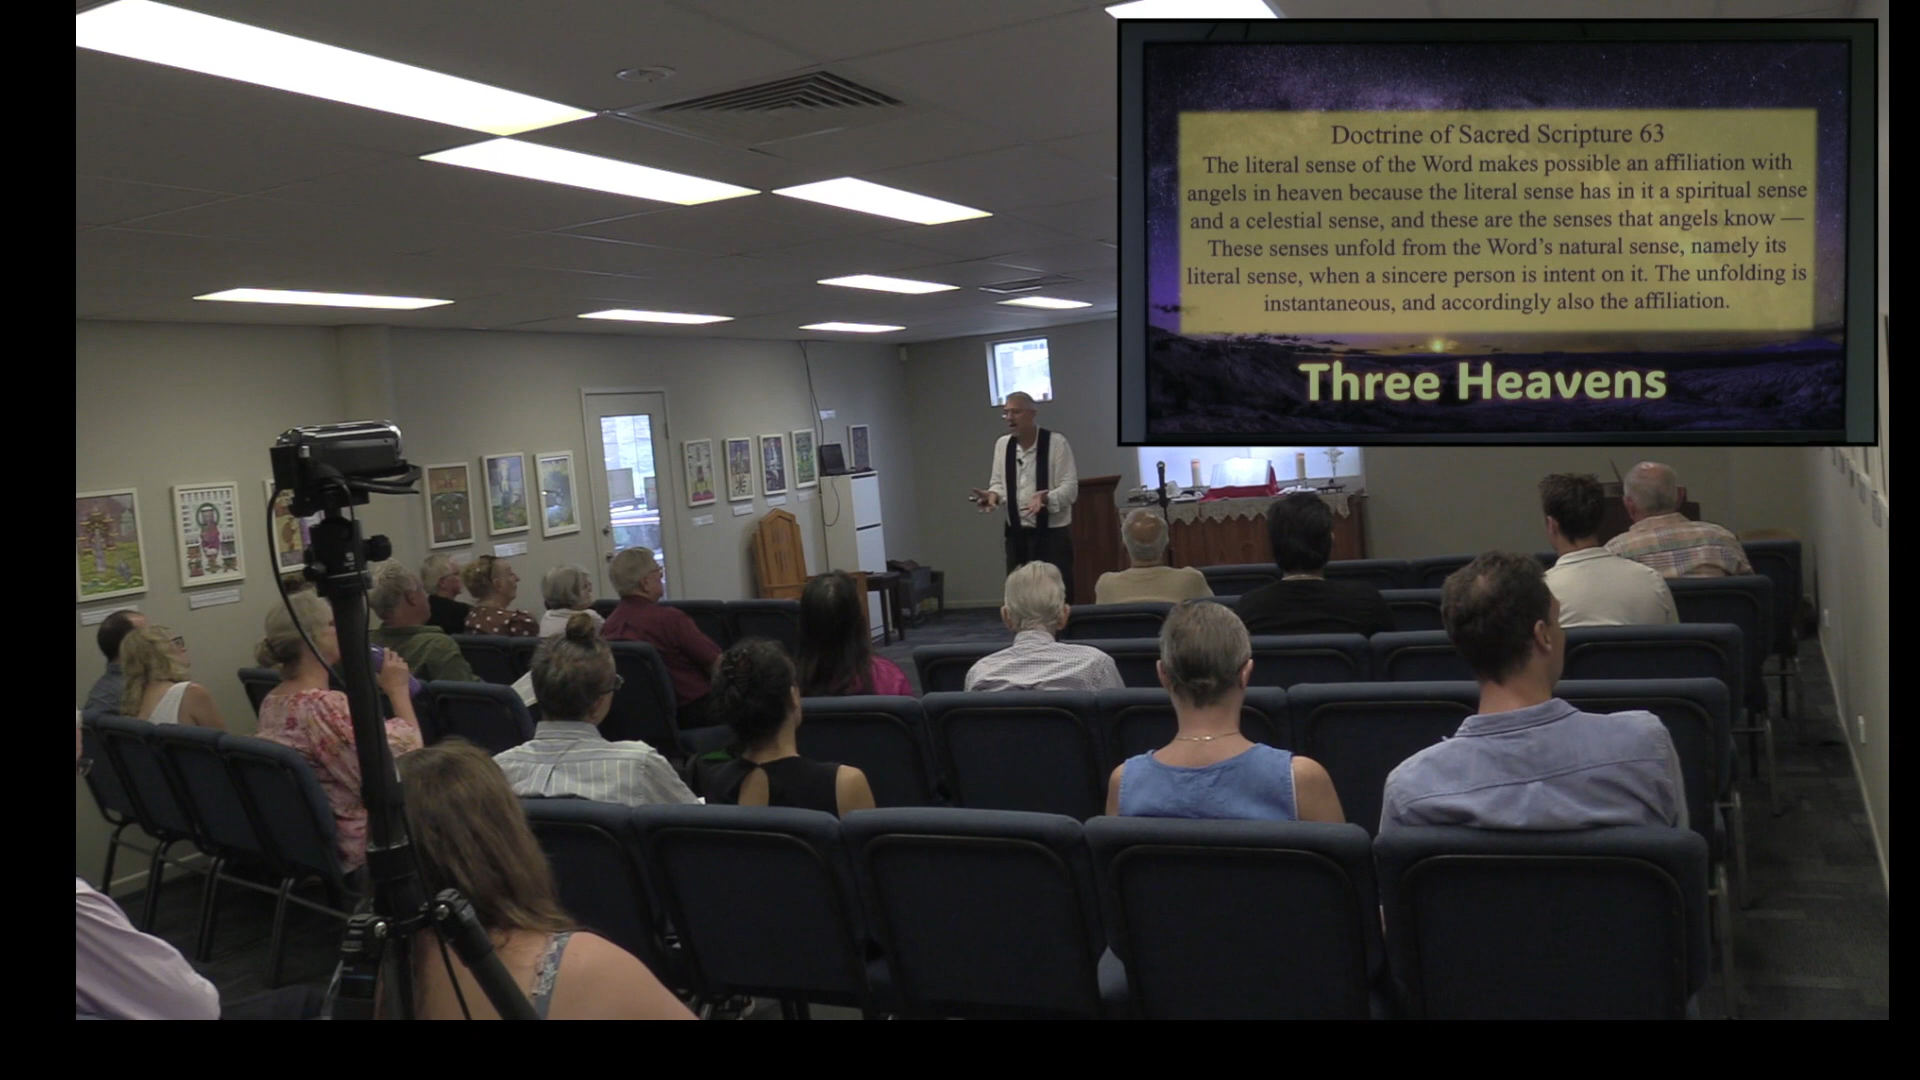 Doctrine of Sacred Scripture 63
The literal sense of the Word makes possible an affiliation with
angels in heaven because the literal sense has in it a spiritual sense
and a celestial sense, and these are the senses that angels know —
These senses unfold from the Word’s natural sense, namely its
literal sense, when a sincere person is intent on it. The unfolding is
instantaneous, and accordingly also the affiliation.
Three Heavens